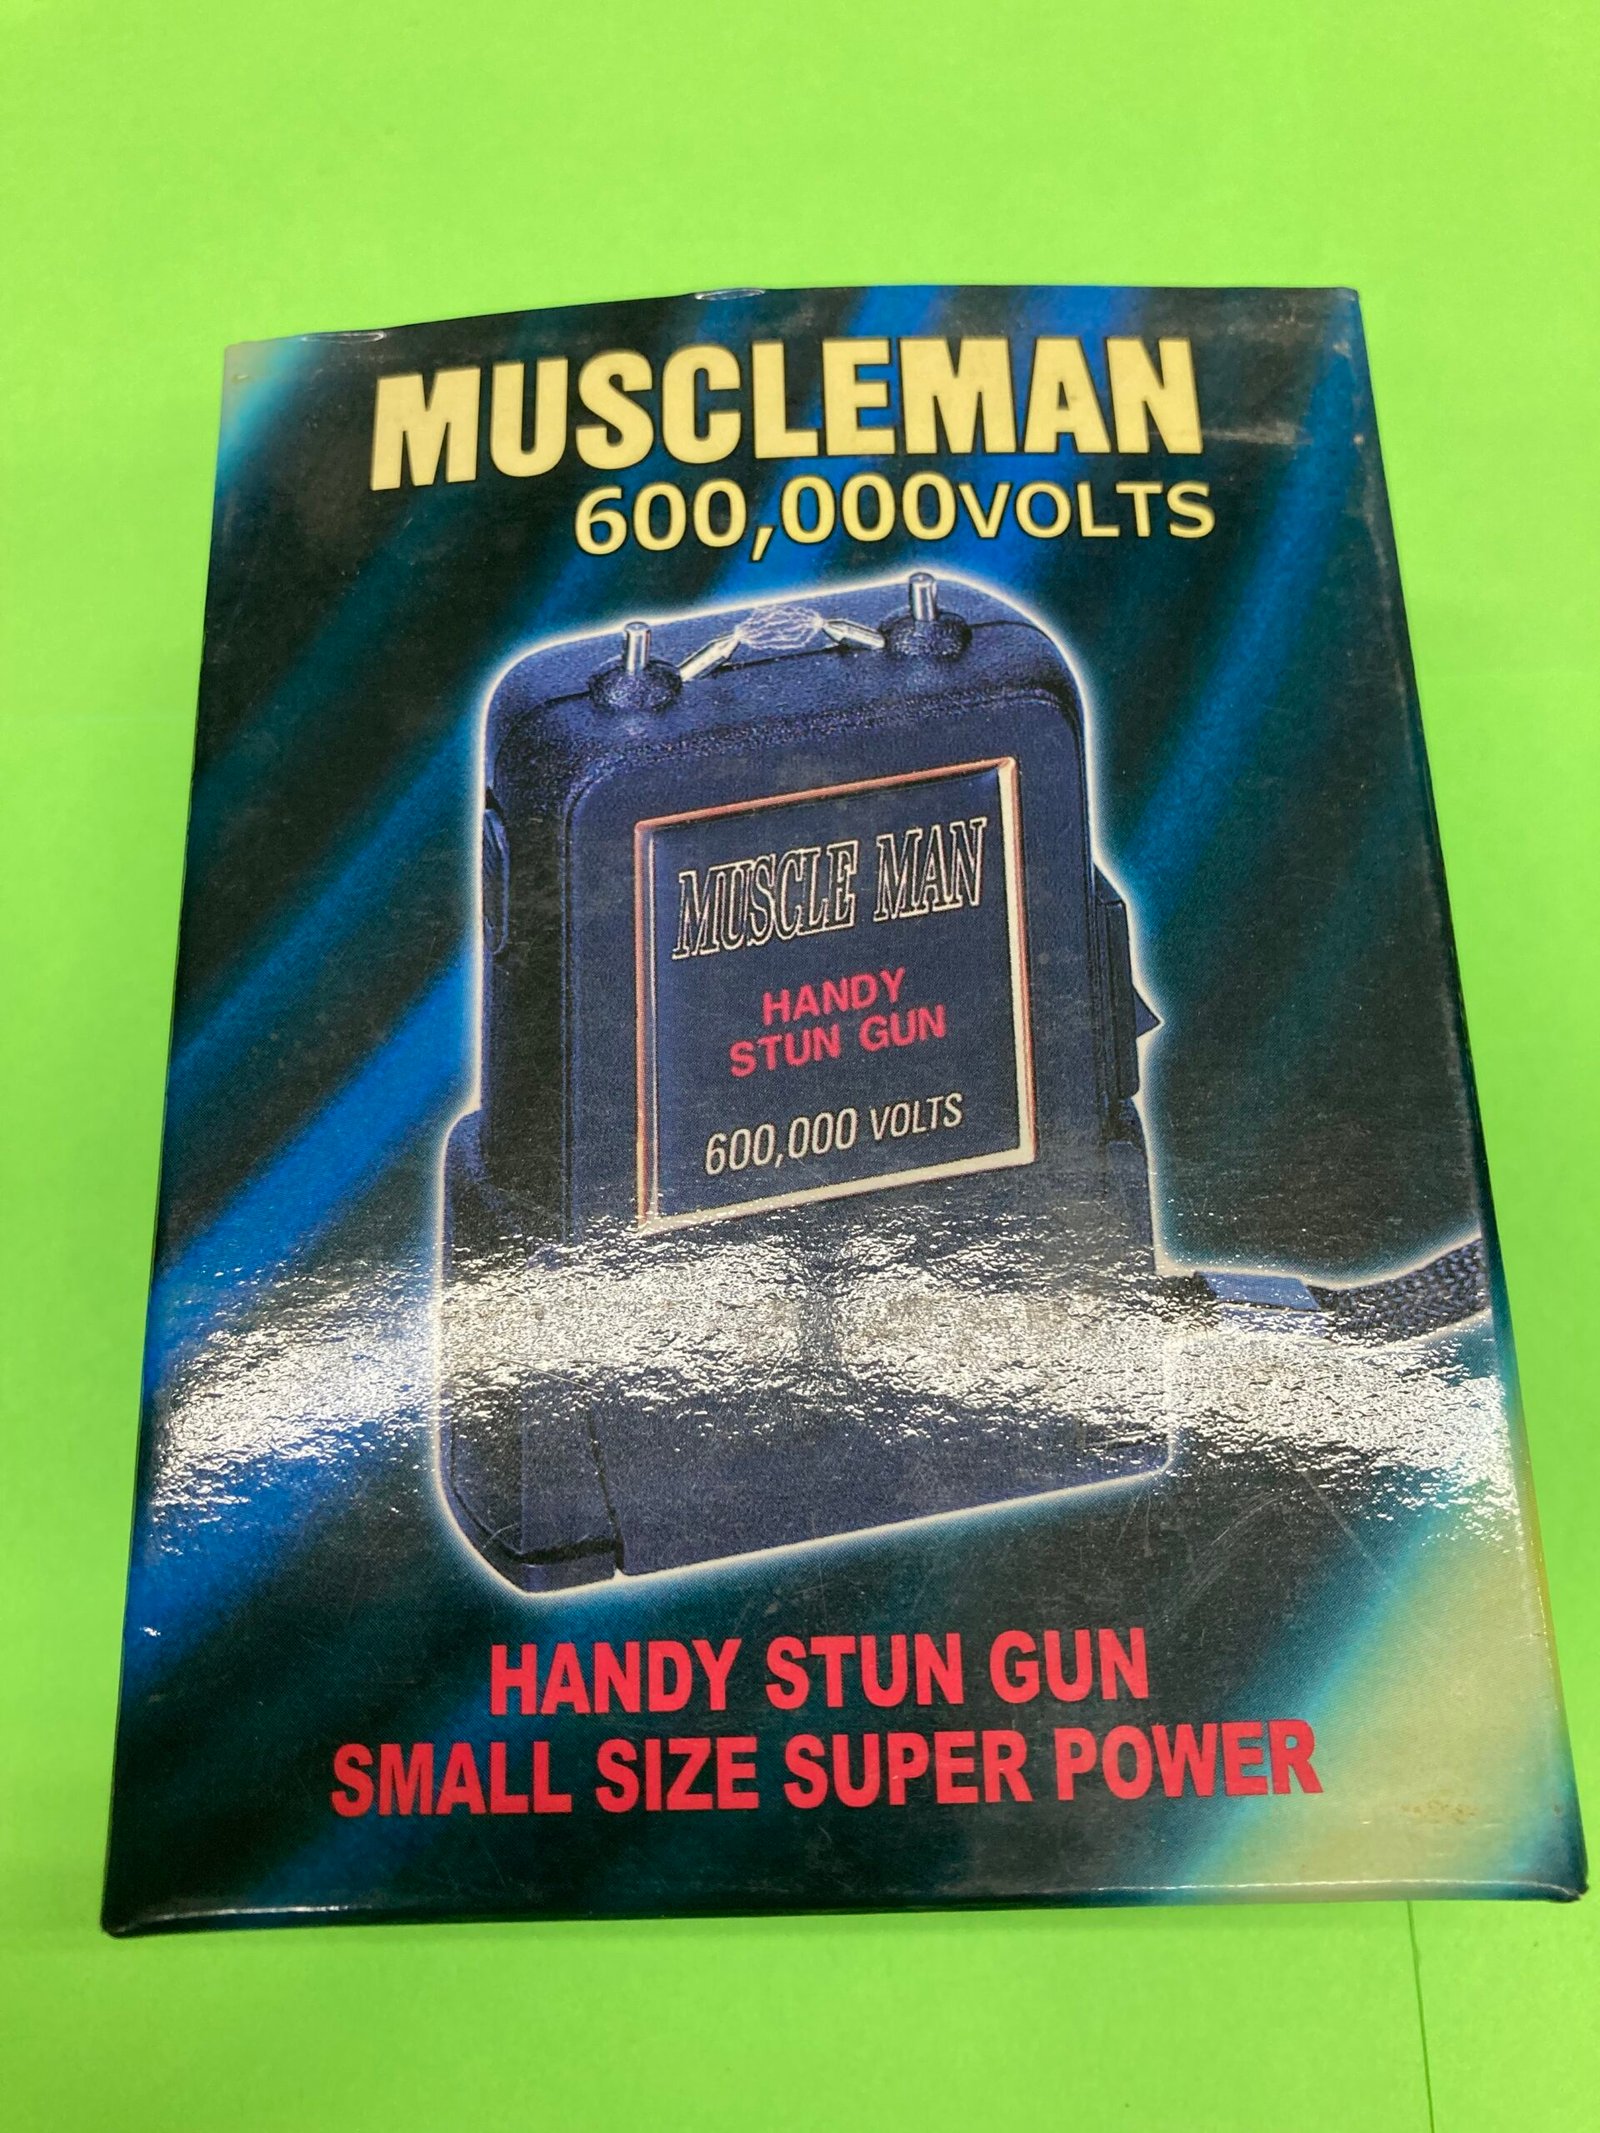 MUSCLEMAN
600,000VOLTS
MUSCLE MAN
HANDY
STUN GUN
600,000 VOLTS
HANDY STUN GUN
SMALL SIZE SUPER POWER